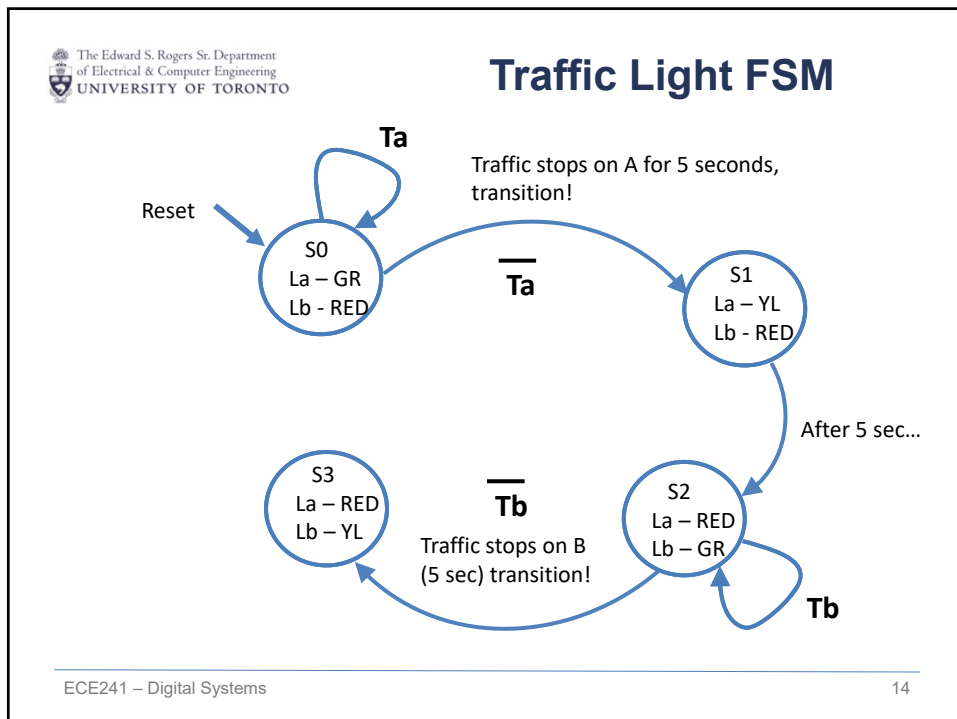 The Edward S. Rogers Sr. Department
of Electrical & Computer Engineering
UNIVERSITY OF TORONTO
Traffic Light FSM
Ta
Traffic stops on A for 5 seconds,
transition!
Reset
S0
La – GR
Lb - RED
T̅a̅
S1
La – YL
Lb - RED
After 5 sec…
S3
La – RED
Lb – YL
T̅b̅
Traffic stops on B
(5 sec) transition!
S2
La – RED
Lb – GR
Tb
ECE241 – Digital Systems
14